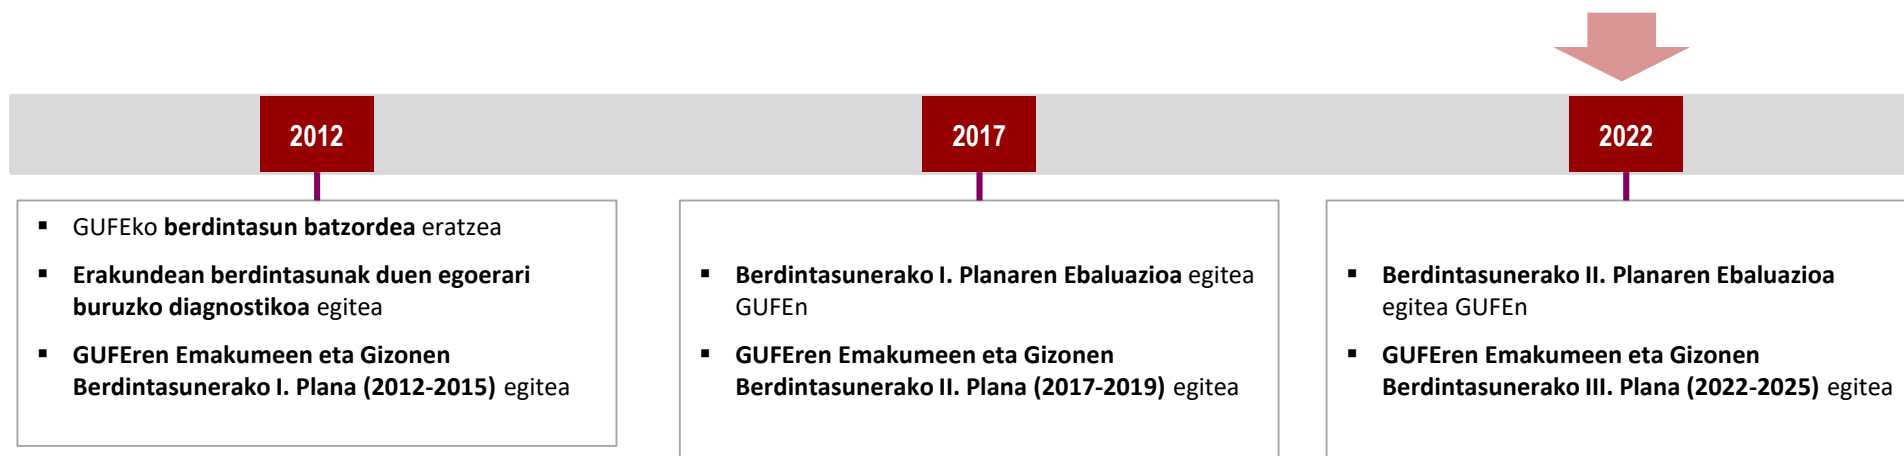 2012
2017
2022
▪ GUFEko berdintasun batzordea eratzea
▪ Erakundean berdintasunak duen egoerari
buruzko diagnostikoa egitea
▪ GUFEren Emakumeen eta Gizonen
Berdintasunerako I. Plana (2012-2015) egitea
▪ Berdintasunerako I. Planaren Ebaluazioa egitea
GUFEn
▪ GUFEren Emakumeen eta Gizonen
Berdintasunerako II. Plana (2017-2019) egitea
▪ Berdintasunerako II. Planaren Ebaluazioa
egitea GUFEn
▪ GUFEren Emakumeen eta Gizonen
Berdintasunerako III. Plana (2022-2025) egitea